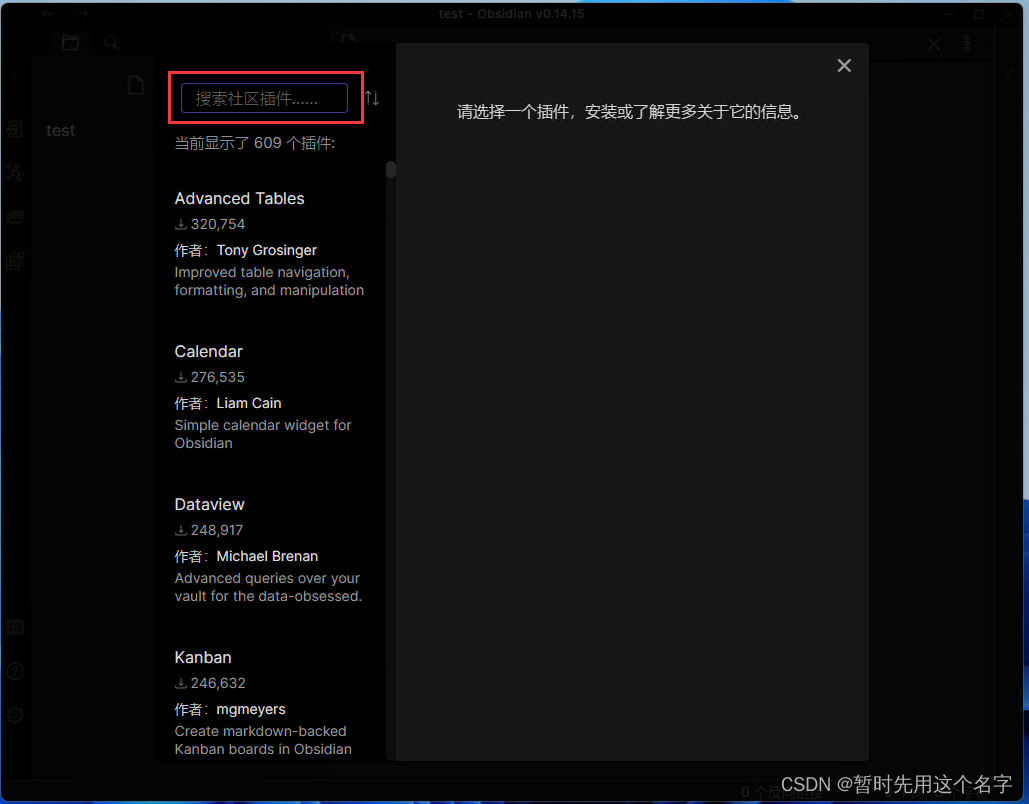 test - Obsidian v0.14.15
搜索社区插件......
当前显示了 609 个插件:
test
Advanced Tables
320,754
作者：Tony Grosinger
Improved table navigation,
formatting, and manipulation
Calendar
276,535
作者：Liam Cain
Simple calendar widget for
Obsidian
Dataview
248,917
作者：Michael Brenan
Advanced queries over your
vault for the data-obsessed.
Kanban
246,632
作者：mgmeyers
Create markdown-backed
Kanban boards in Obsidian
请选择一个插件，安装或了解更多关于它的信息。
0 个反向链接
CSDN @暂时先用这个名字